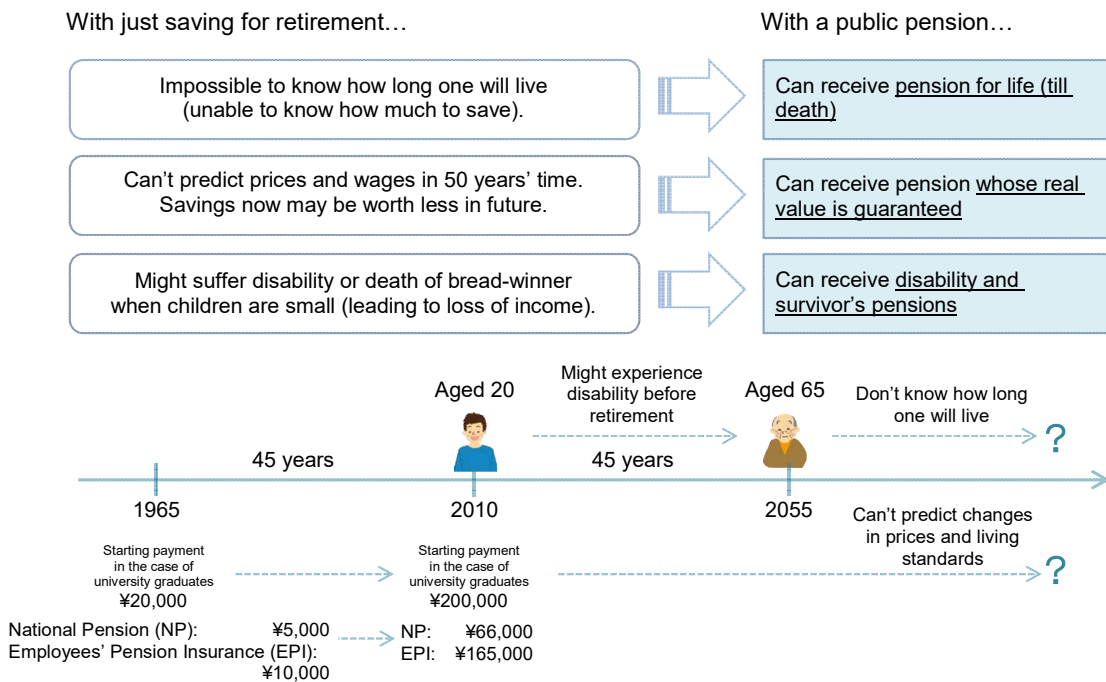 With just saving for retirement…
With a public pension…
Impossible to know how long one will live
(unable to know how much to save).
Can receive pension for life (till
death)
Can’t predict prices and wages in 50 years’ time.
Savings now may be worth less in future.
Can receive pension whose real
value is guaranteed
Might suffer disability or death of bread-winner
when children are small (leading to loss of income).
Can receive disability and
survivor’s pensions
Aged 20
Might experience
disability before
retirement
Aged 65
Don’t know how long
one will live
?
45 years
45 years
1965
2010
2055
Can’t predict changes
in prices and living
standards
?
Starting payment
in the case of
university graduates
¥20,000
Starting payment
in the case of
university graduates
¥200,000
National Pension (NP): ¥5,000
Employees’ Pension Insurance (EPI):
¥10,000
NP: ¥66,000
EPI: ¥165,000